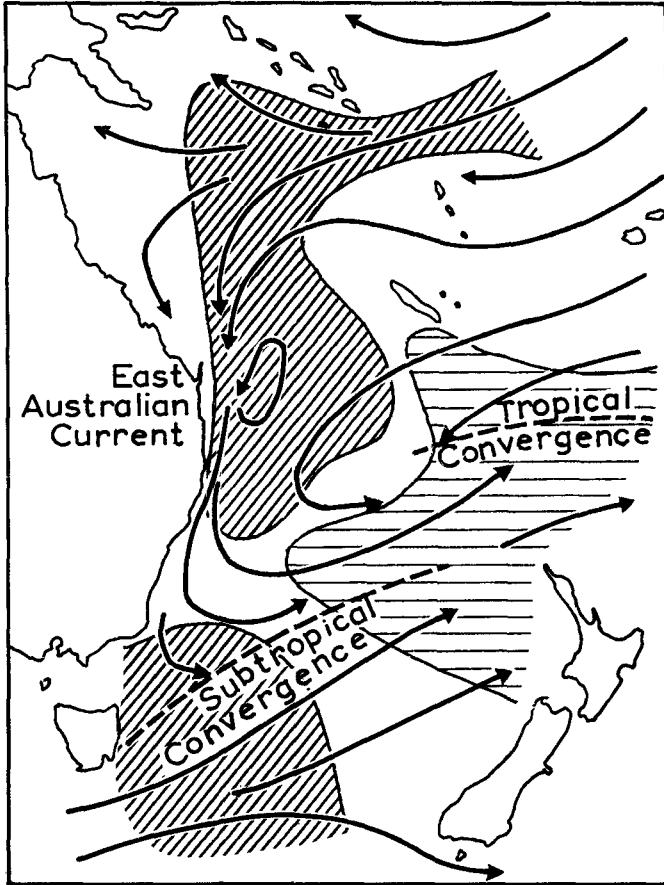 East
Australian
Current
Tropical
Convergence
Subtropical
Convergence